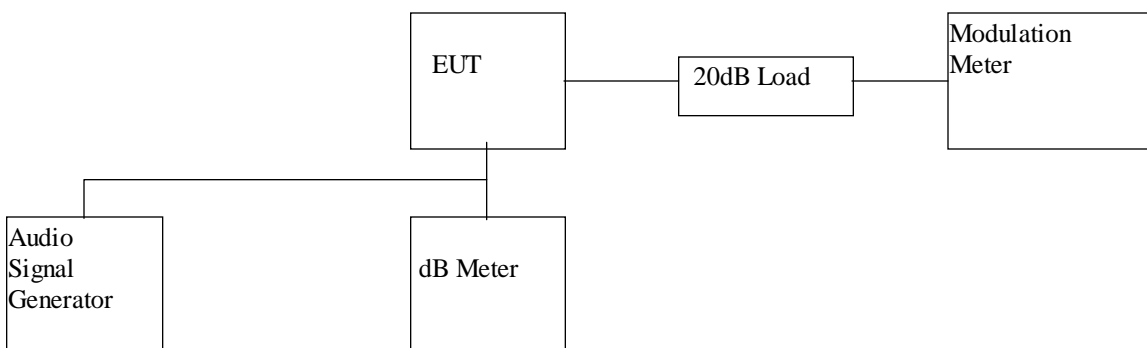 EUT
20dB Load
Modulation
Meter
Audio
Signal
Generator
dB Meter